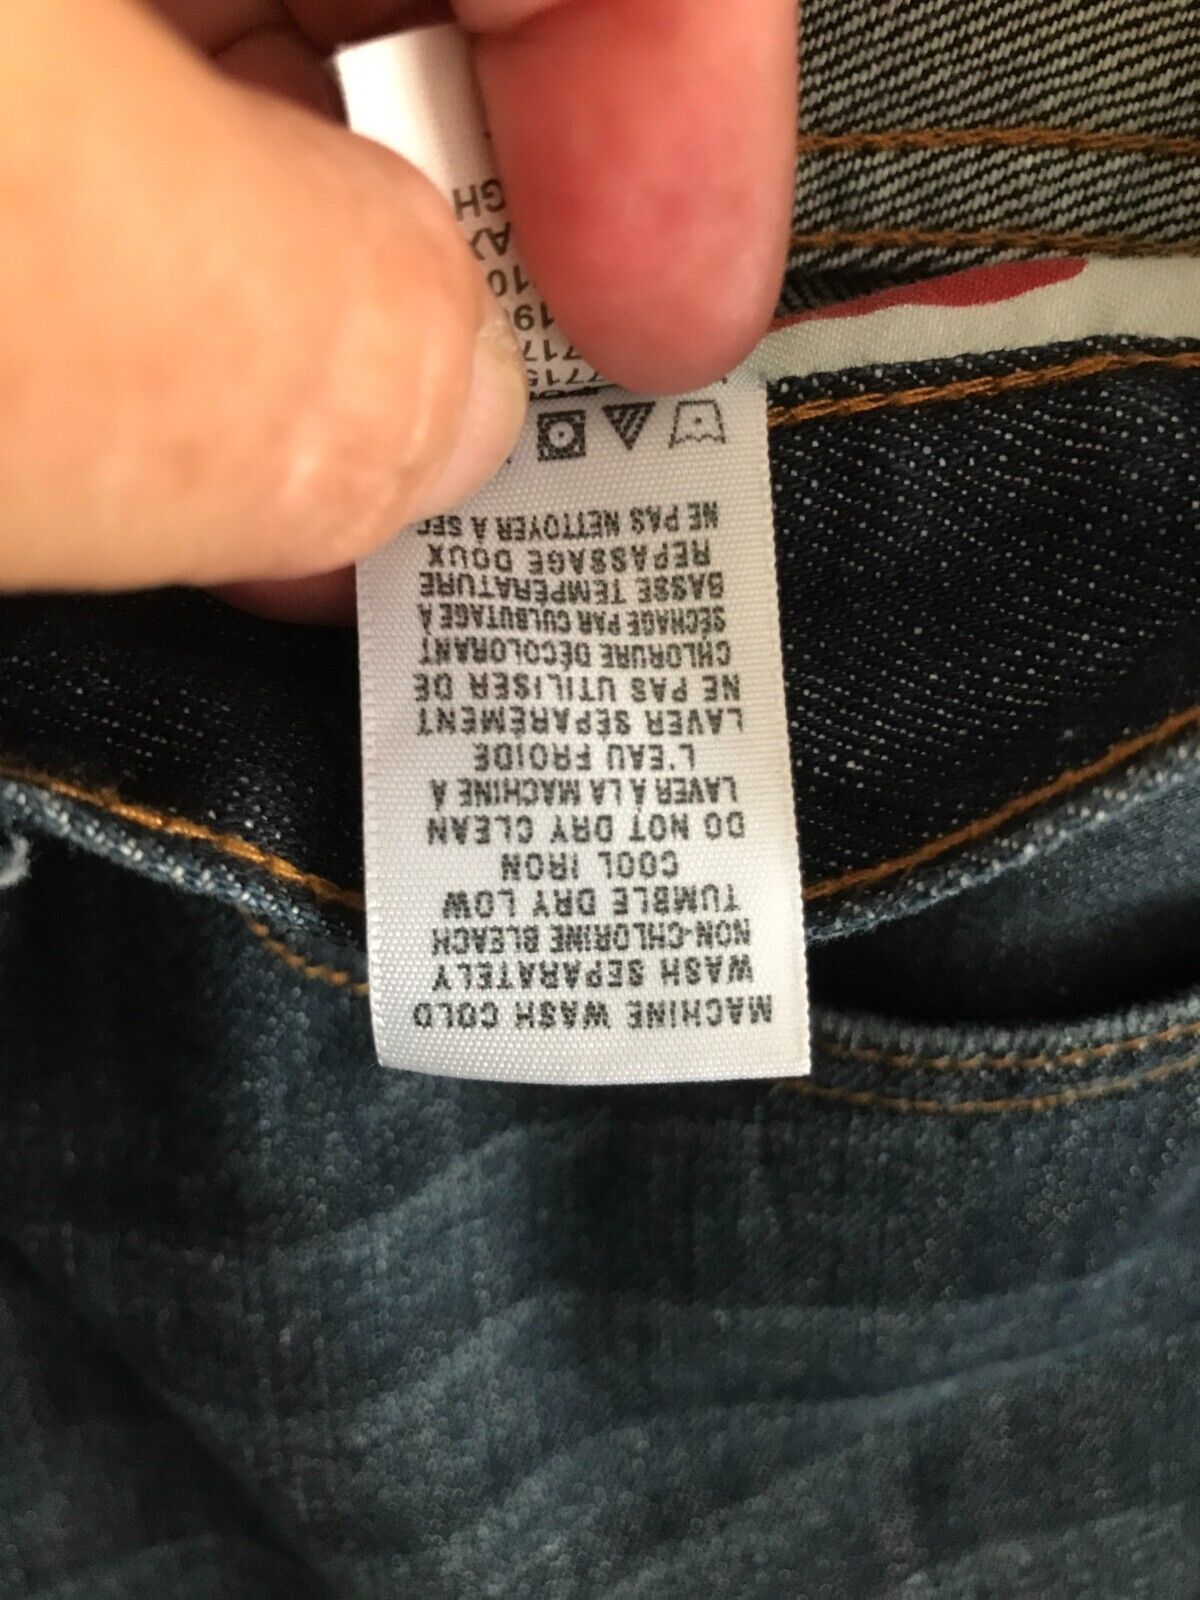 MACHINE WASH COLD
WASH SEPARATELY
NON-CHLORINE BLEACH
TUMBLE DRY LOW
COOL IRON
DO NOT DRY CLEAN
LAVER À LA MACHINE À
L'EAU FROIDE
LAVER SÉPARÉMENT
NE PAS UTILISER DE
CHLORURE DÉCOLORANT
SÉCHAGE PAR CULBUTAGE À
BASSE TEMPÉRATURE
REPASSAGE DOUX
NE PAS NETTOYER A SEC